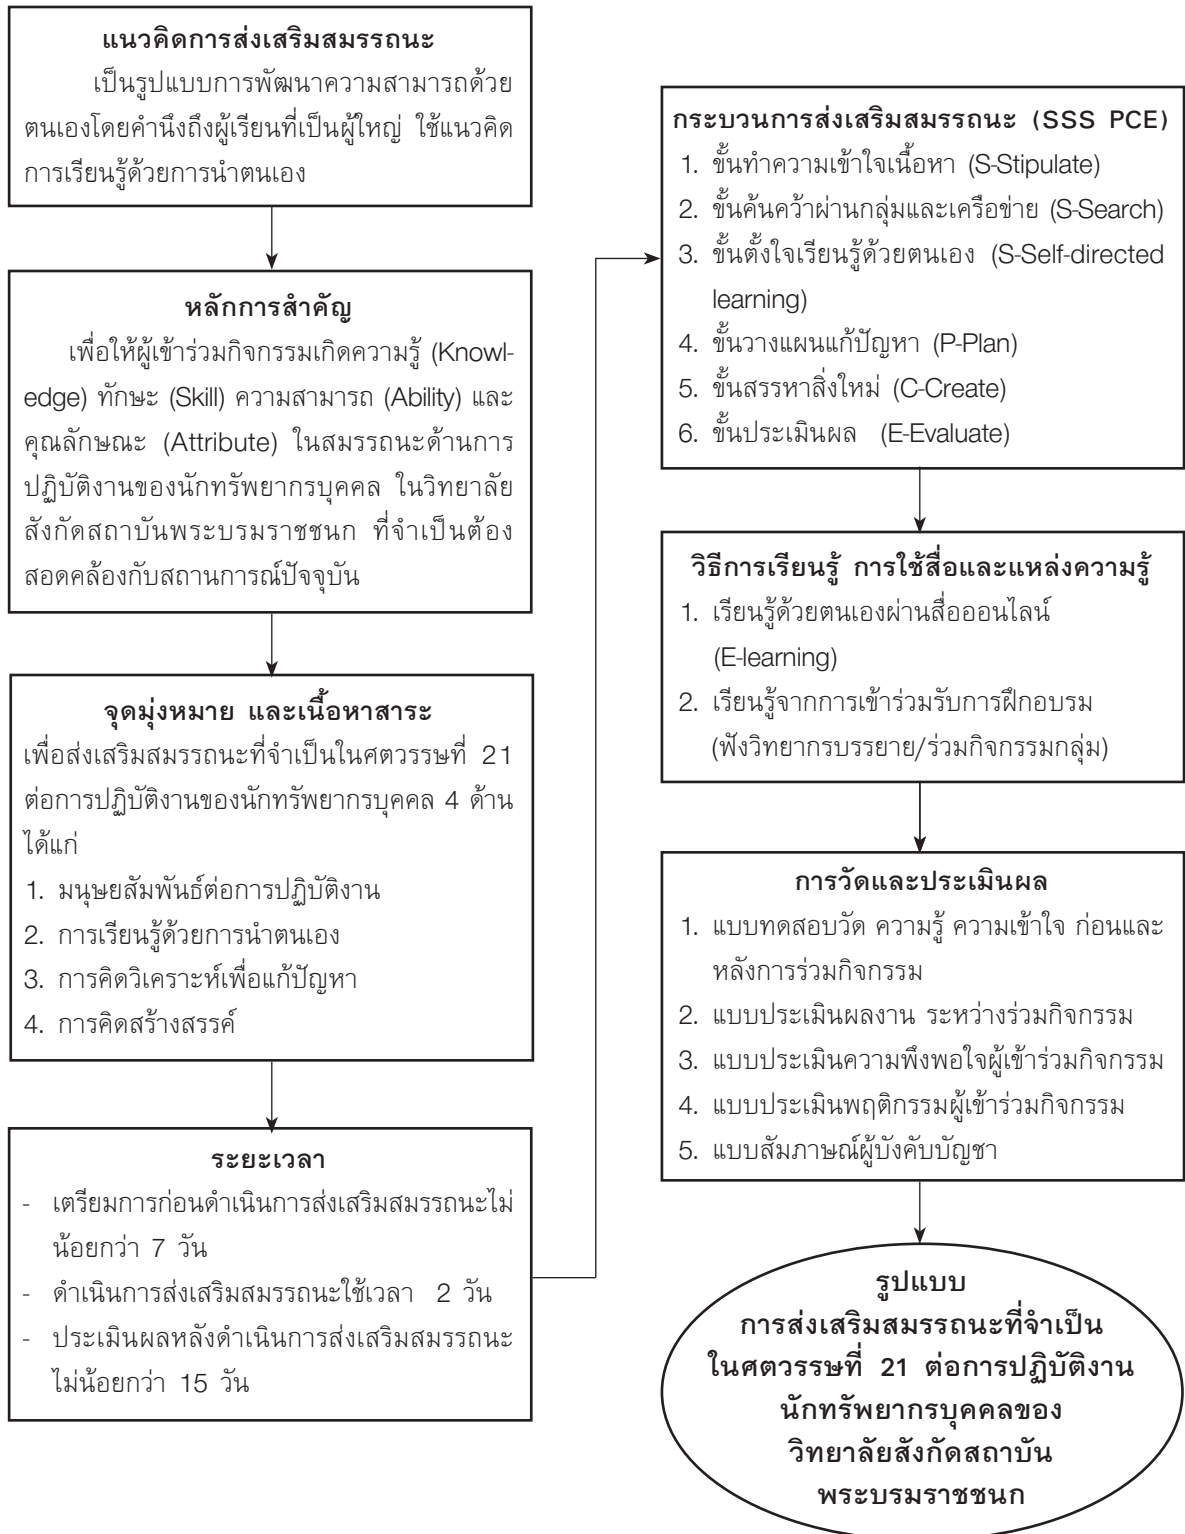 แนวคิดการส่งเสริมสมรรถนะ
เป็นรูปแบบการพัฒนาความสามารถด้วย
ตนเองโดยคำนึงถึงผู้เรียนที่เป็นผู้ใหญ่ ใช้แนวคิด
การเรียนรู้ด้วยการนำตนเอง
หลักการสำคัญ
เพื่อให้ผู้เข้าร่วมกิจกรรมเกิดความรู้ (Knowl-
edge) ทักษะ (Skill) ความสามารถ (Ability) และ
คุณลักษณะ (Attribute) ในสมรรถนะด้านการ
ปฏิบัติงานของนักทรัพยากรบุคคล ในวิทยาลัย
สังกัดสถาบันพระบรมราชชนก ที่จำเป็นต้อง
สอดคล้องกับสถานการณ์ปัจจุบัน
จุดมุ่งหมาย และเนื้อหาสาระ
เพื่อส่งเสริมสมรรถนะที่จำเป็นในศตวรรษที่ 21
ต่อการปฏิบัติงานของนักทรัพยากรบุคคล 4 ด้าน
ได้แก่
1. มนุษยสัมพันธ์ต่อการปฏิบัติงาน
2. การเรียนรู้ด้วยการนำตนเอง
3. การคิดวิเคราะห์เพื่อแก้ปัญหา
4. การคิดสร้างสรรค์
ระยะเวลา
- เตรียมการก่อนดำเนินการส่งเสริมสมรรถนะไม่
น้อยกว่า 7 วัน
- ดำเนินการส่งเสริมสมรรถนะใช้เวลา 2 วัน
- ประเมินผลหลังดำเนินการส่งเสริมสมรรถนะ
ไม่น้อยกว่า 15 วัน
กระบวนการส่งเสริมสมรรถนะ (SSS PCE)
1. ขั้นทำความเข้าใจเนื้อหา (S-Stipulate)
2. ขั้นค้นคว้าผ่านกลุ่มและเครือข่าย (S-Search)
3. ขั้นตั้งใจเรียนรู้ด้วยตนเอง (S-Self-directed
learning)
4. ขั้นวางแผนแก้ปัญหา (P-Plan)
5. ขั้นสรรหาสิ่งใหม่ (C-Create)
6. ขั้นประเมินผล (E-Evaluate)
วิธีการเรียนรู้ การใช้สื่อและแหล่งความรู้
1. เรียนรู้ด้วยตนเองผ่านสื่อออนไลน์
(E-learning)
2. เรียนรู้จากการเข้าร่วมรับการฝึกอบรม
(ฟังวิทยากรบรรยาย/ร่วมกิจกรรมกลุ่ม)
การวัดและประเมินผล
1. แบบทดสอบวัด ความรู้ ความเข้าใจ ก่อนและ
หลังการร่วมกิจกรรม
2. แบบประเมินผลงาน ระหว่างร่วมกิจกรรม
3. แบบประเมินความพึงพอใจผู้เข้าร่วมกิจกรรม
4. แบบประเมินพฤติกรรมผู้เข้าร่วมกิจกรรม
5. แบบสัมภาษณ์ผู้บังคับบัญชา
รูปแบบ
การส่งเสริมสมรรถนะที่จำเป็น
ในศตวรรษที่ 21 ต่อการปฏิบัติงาน
นักทรัพยากรบุคคลของ
วิทยาลัยสังกัดสถาบัน
พระบรมราชชนก